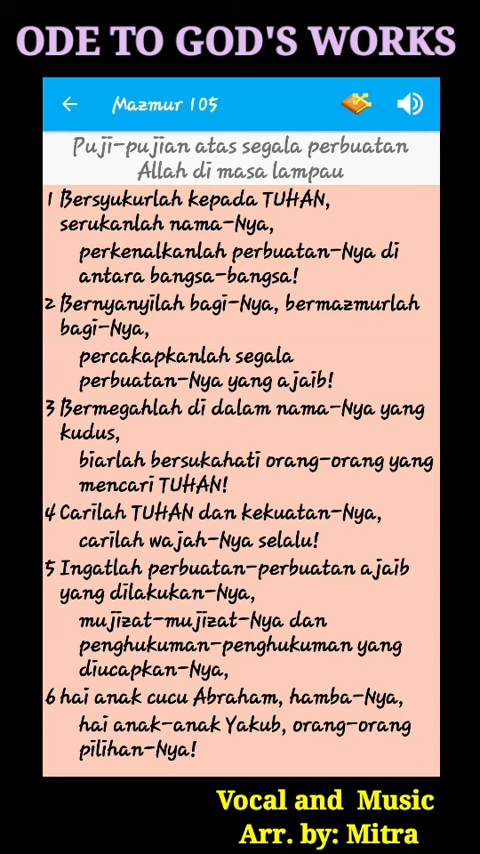 ODE TO GOD'S WORKS
Mazmur 105
Puji-pujian atas segala perbuatan
Allah di masa lampau
1 Bersyukurlah kepada TUHAN,
serukanlah nama-Nya,
perkenalkanlah perbuatan-Nya di
antara bangsa-bangsa!
2 Bernyanyilah bagi-Nya, bermazmurlah
bagi-Nya,
percakapkanlah segala
perbuatan-Nya yang ajaib!
3 Bermegahlah di dalam nama-Nya yang
kudus,
biarlah bersukahati orang-orang yang
mencari TUHAN!
4 Carilah TUHAN dan kekuatan-Nya,
carilah wajah-Nya selalu!
5 Ingatlah perbuatan-perbuatan ajaib
yang dilakukan-Nya,
mujizat-mujizat-Nya dan
penghukuman-penghukuman yang
diucapkan-Nya,
6 hai anak cucu Abraham, hamba-Nya,
hai anak-anak Yakub, orang-orang
pilihan-Nya!
Vocal and Music
Arr. by: Mitra